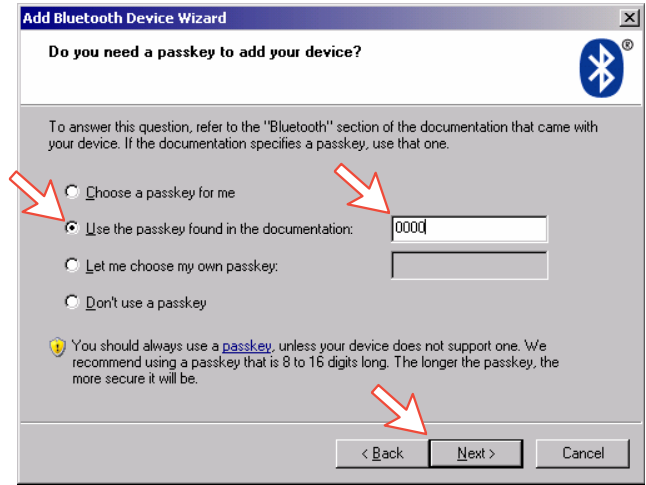 Add Bluetooth Device Wizard
Do you need a passkey to add your device?
®
To answer this question, refer to the "Bluetooth" section of the documentation that came with
your device. If the documentation specifies a passkey, use that one.
Choose a passkey for me
Use the passkey found in the documentation: 0000
Let me choose my own passkey:
Don't use a passkey
You should always use a passkey, unless your device does not support one. We
recommend using a passkey that is 8 to 16 digits long. The longer the passkey, the
more secure it will be.
< Back Next > Cancel